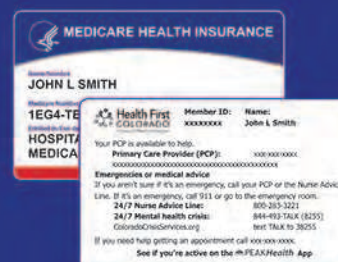 MEDICARE HEALTH INSURANCE
JOHN L SMITH
1EG4-TE
HOSPITA
MEDICA
Health First
COLORADO
Member ID:
xxxxxxxx
Name:
John L Smith
Your PCP is available to help.
Primary Care Provider (PCP): xxx-xxx-xxxx
Emergencies or medical advice
If you aren't sure if it's an emergency, call your PCP or the Nurse Advic
Line. If it's an emergency, call 911 or go to the emergency room.
24/7 Nurse Advice Line: 800-283-3221
24/7 Mental health crisis: 844-493-TALK (8255)
ColoradoCrisisServices.org text TALK to 38255
If you need help getting an appointment call xxx-xxx-xxxx.
See if you're active on the PEAKHealth App